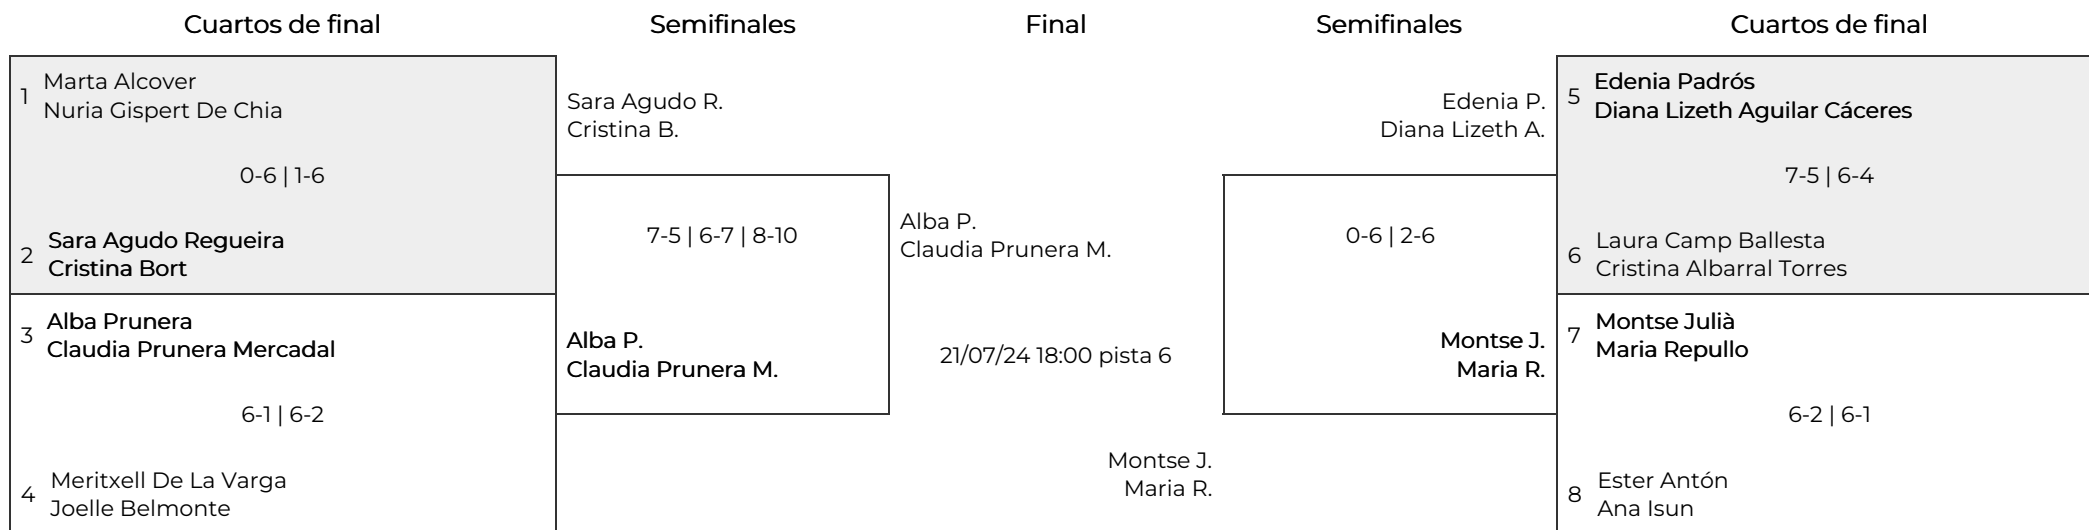 Cuartos de final
Semifinales
Final
Semifinales
Cuartos de final
1
Marta Alcover
Nuria Gispert De Chia
0-6 | 1-6
2
Sara Agudo Regueira
Cristina Bort
3
Alba Prunera
Claudia Prunera Mercadal
6-1 | 6-2
4
Meritxell De La Varga
Joelle Belmonte
Sara Agudo R.
Cristina B.
7-5 | 6-7 | 8-10
Alba P.
Claudia Prunera M.
Alba P.
Claudia Prunera M.
21/07/24 18:00 pista 6
Montse J.
Maria R.
Edenia P.
Diana Lizeth A.
0-6 | 2-6
Montse J.
Maria R.
5
Edenia Padrós
Diana Lizeth Aguilar Cáceres
7-5 | 6-4
6
Laura Camp Ballesta
Cristina Albarral Torres
7
Montse Julià
Maria Repullo
6-2 | 6-1
8
Ester Antón
Ana Isun